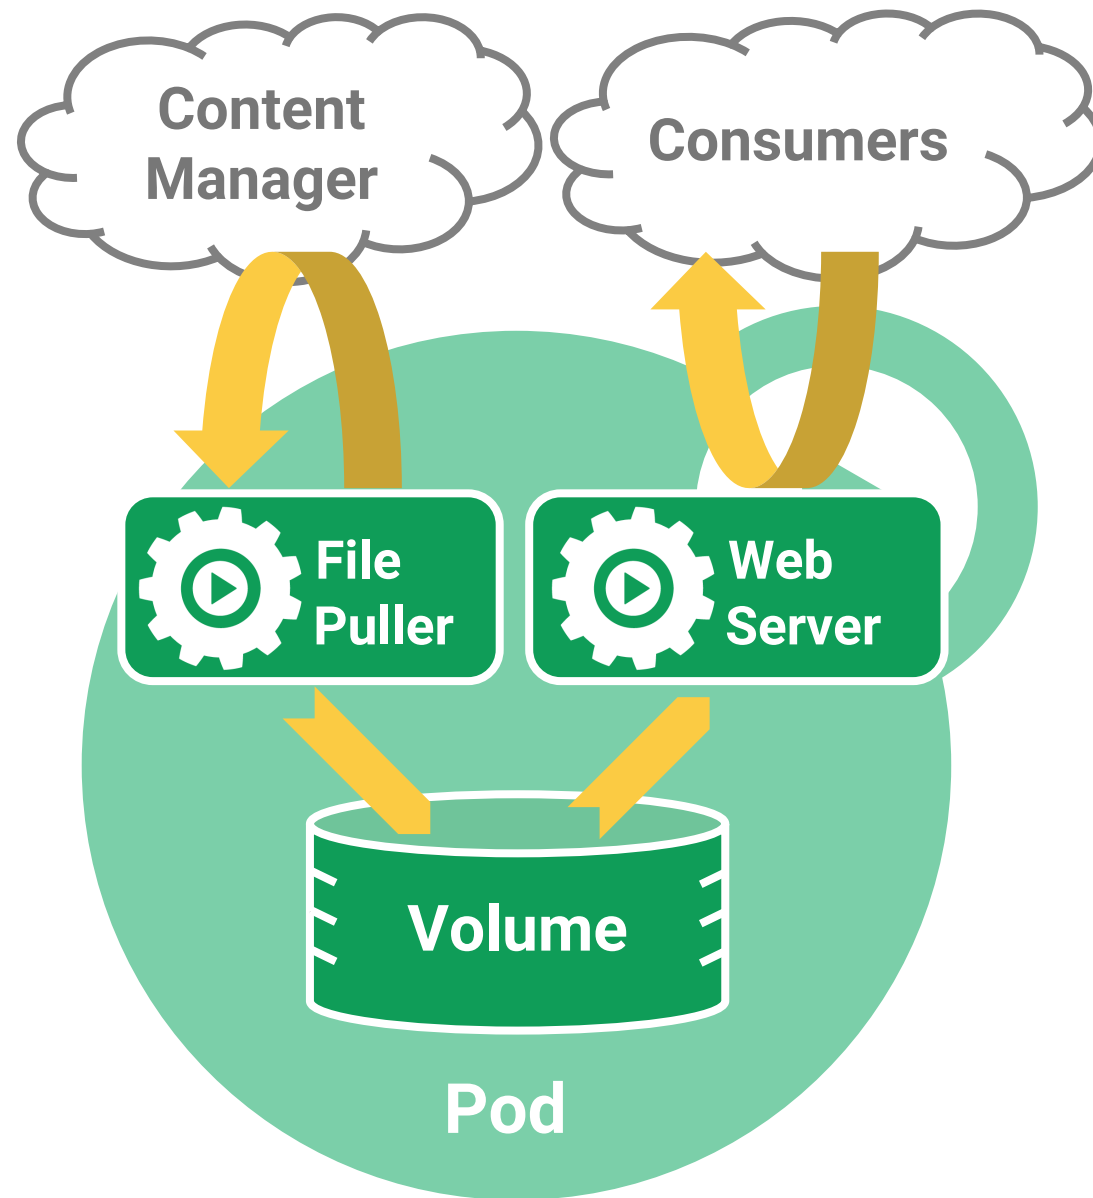 Content
Manager
Consumers
File
Puller
Web
Server
Volume
Pod